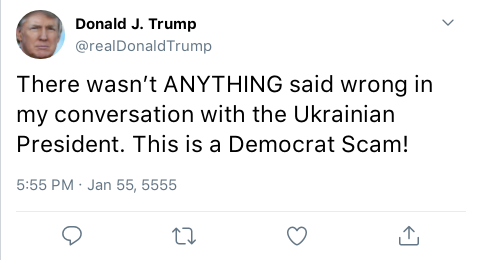 Donald J. Trump
@realDonaldTrump
There wasn’t ANYTHING said wrong in
my conversation with the Ukrainian
President. This is a Democrat Scam!
5:55 PM · Jan 55, 5555